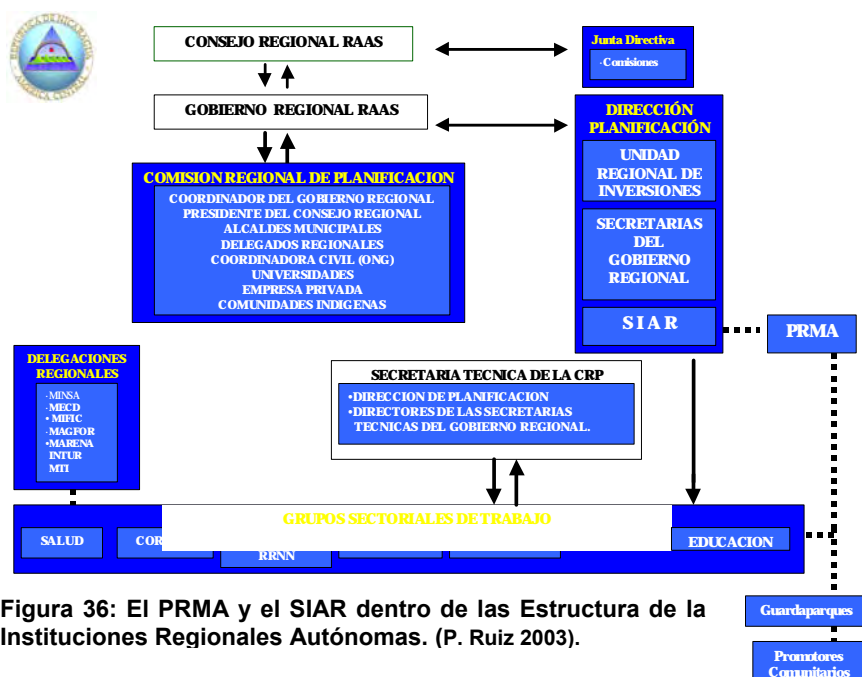 CONSEJO REGIONAL RAAS
Junta Directiva
·Comisiones
GOBIERNO REGIONAL RAAS
DIRECCIÓN
PLANIFICACIÓN
UNIDAD
REGIONAL DE
INVERSIONES
SECRETARIAS
DEL
GOBIERNO
REGIONAL
SIAR
PRMA
COMISION REGIONAL DE PLANIFICACION
COORDINADOR DEL GOBIERNO REGIONAL
PRESIDENTE DEL CONSEJO REGIONAL
ALCALDES MUNICIPALES
DELEGADOS REGIONALES
COORDINADORA CIVIL (ONG)
UNIVERSIDADES
EMPRESA PRIVADA
COMUNIDADES INDIGENAS
DELEGACIONES
REGIONALES
·MINSA
·MECD
•MIFIC
·MAGFOR
•MARENA
INTUR
MTI
SECRETARIA TECNICA DE LA CRP
•DIRECCION DE PLANIFICACION
•DIRECTORES DE LAS SECRETARIAS
TECNICAS DEL GOBIERNO REGIONAL.
GRUPOS SECTORIALES DE TRABAJO
SALUD
RRNN
EDUCACION
Guardaparques
Promotores
Comunitarios
Figura 36: El PRMA y el SIAR dentro de las Estructura de la
Instituciones Regionales Autónomas. (P. Ruiz 2003).